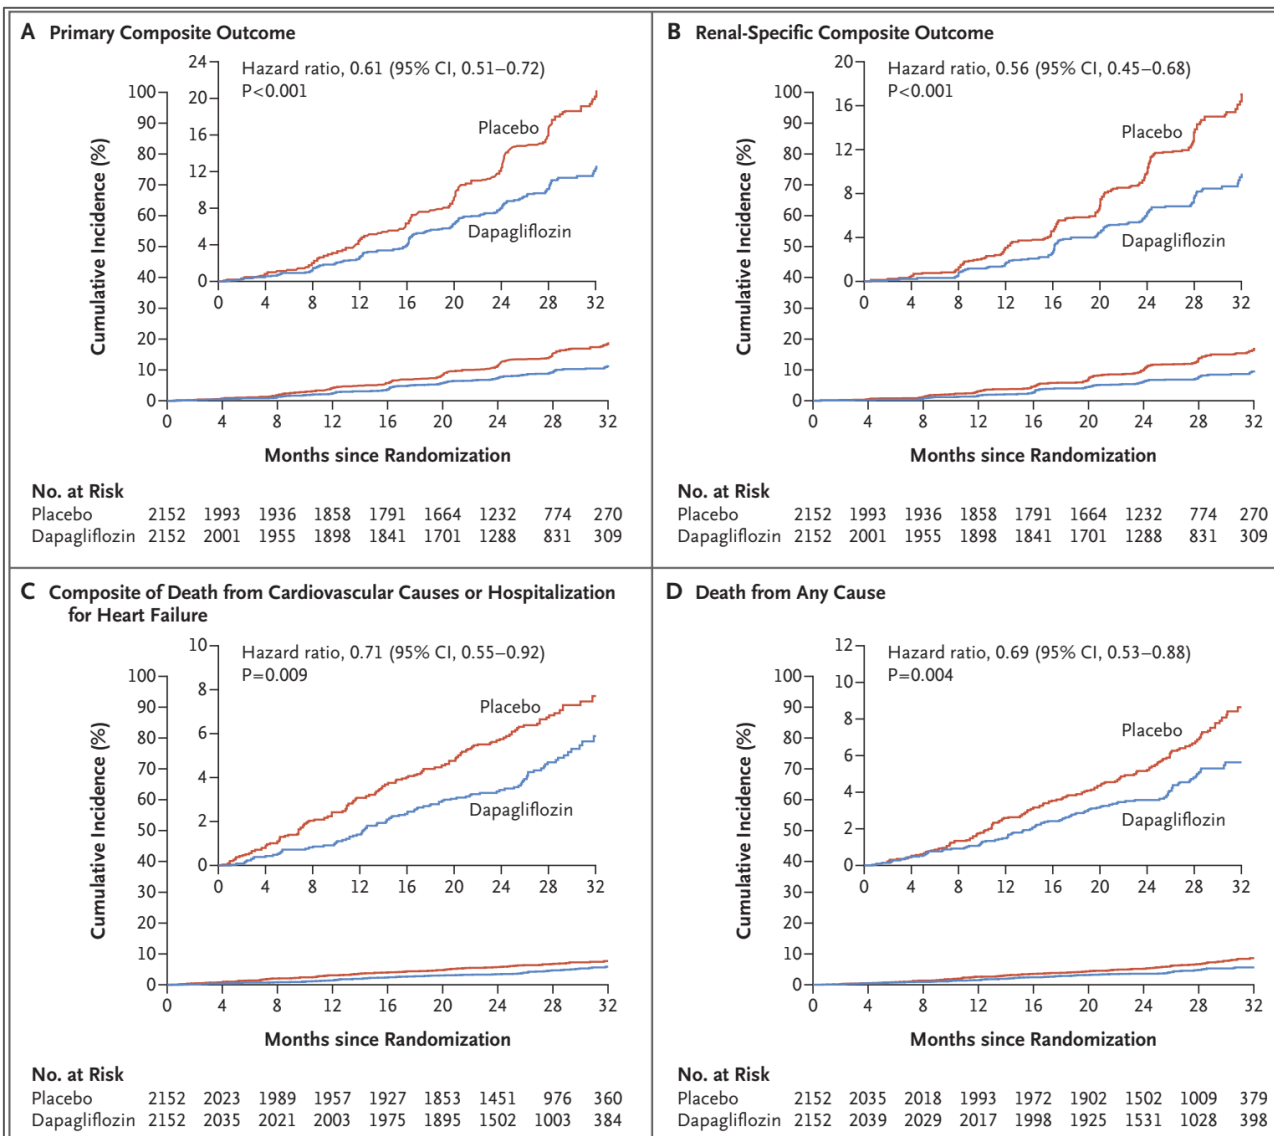 A Primary Composite Outcome
Hazard ratio, 0.61 (95% CI, 0.51–0.72)
P<0.001
Placebo
Dapagliflozin
24
20
16
12
8
4
0
0 4 8 12 16 20 24 28 32
Cumulative Incidence (%)
100
90
80
70
60
50
40
30
20
10
0
0 4 8 12 16 20 24 28 32
Months since Randomization
No. at Risk
Placebo 2152 1993 1936 1858 1791 1664 1232 774 270
Dapagliflozin 2152 2001 1955 1898 1841 1701 1288 831 309
B Renal-Specific Composite Outcome
Hazard ratio, 0.56 (95% CI, 0.45–0.68)
P<0.001
Placebo
Dapagliflozin
20
16
12
8
4
0
0 4 8 12 16 20 24 28 32
Cumulative Incidence (%)
100
90
80
70
60
50
40
30
20
10
0
0 4 8 12 16 20 24 28 32
Months since Randomization
No. at Risk
Placebo 2152 1993 1936 1858 1791 1664 1232 774 270
Dapagliflozin 2152 2001 1955 1898 1841 1701 1288 831 309
C Composite of Death from Cardiovascular Causes or Hospitalization
for Heart Failure
Hazard ratio, 0.71 (95% CI, 0.55–0.92)
P=0.009
Placebo
Dapagliflozin
10
8
6
4
2
0
0 4 8 12 16 20 24 28 32
Cumulative Incidence (%)
100
90
80
70
60
50
40
30
20
10
0
0 4 8 12 16 20 24 28 32
Months since Randomization
No. at Risk
Placebo 2152 2023 1989 1957 1927 1853 1451 976 360
Dapagliflozin 2152 2035 2021 2003 1975 1895 1502 1003 384
D Death from Any Cause
Hazard ratio, 0.69 (95% CI, 0.53–0.88)
P=0.004
Placebo
Dapagliflozin
12
10
8
6
4
2
0
0 4 8 12 16 20 24 28 32
Cumulative Incidence (%)
100
90
80
70
60
50
40
30
20
10
0
0 4 8 12 16 20 24 28 32
Months since Randomization
No. at Risk
Placebo 2152 2035 2018 1993 1972 1902 1502 1009 379
Dapagliflozin 2152 2039 2029 2017 1998 1925 1531 1028 398